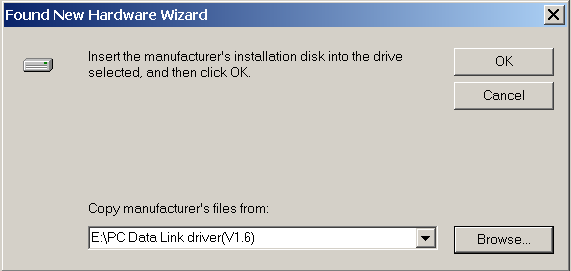 Found New Hardware Wizard
Insert the manufacturer's installation disk into the drive
selected, and then click OK.
OK
Cancel
Copy manufacturer's files from:
E:\PC Data Link driver(V1.6)
Browse...